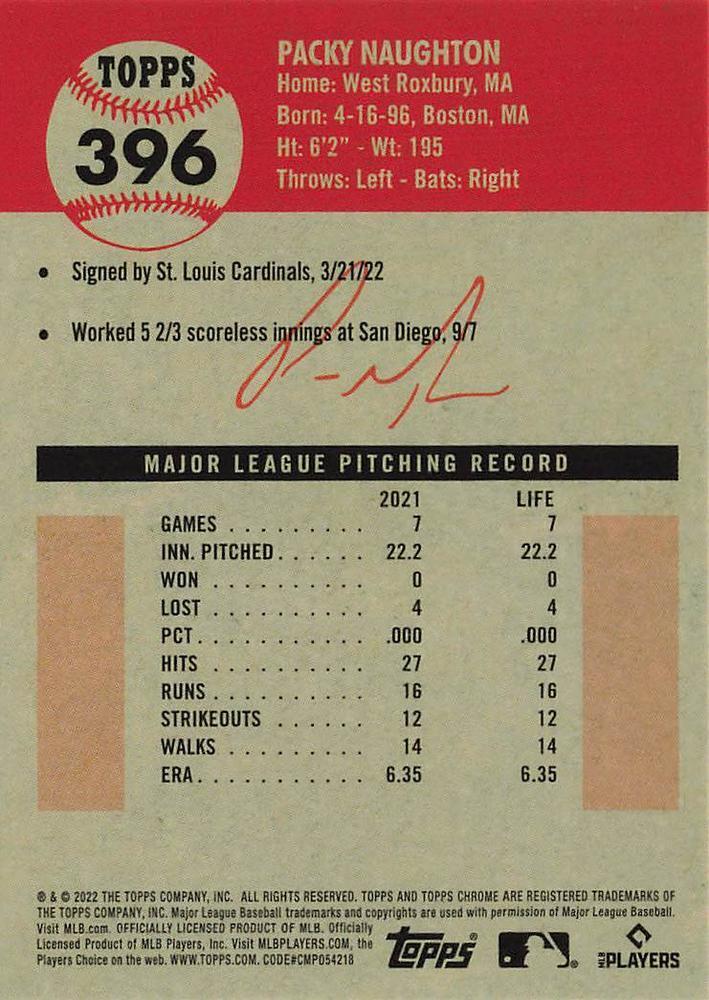 TOPPS
396
PACKY NAUGHTON
Home: West Roxbury, MA
Born: 4-16-96, Boston, MA
Ht: 6'2" - Wt: 195
Throws: Left - Bats: Right
• Signed by St. Louis Cardinals, 3/21/22
• Worked 5 2/3 scoreless innings at San Diego, 9/7
MAJOR LEAGUE PITCHING RECORD
2021 LIFE
GAMES . . . . . . . . . . 7 7
INN. PITCHED . . . . . . 22.2 22.2
WON . . . . . . . . . . . 0 0
LOST . . . . . . . . . . . 4 4
PCT. . . . . . . . . . . . .000 .000
HITS . . . . . . . . . . . 27 27
RUNS . . . . . . . . . . . 16 16
STRIKEOUTS . . . . . . 12 12
WALKS . . . . . . . . . . 14 14
ERA. . . . . . . . . . . . 6.35 6.35
® & © 2022 THE TOPPS COMPANY, INC. ALL RIGHTS RESERVED. TOPPS AND TOPPS CHROME ARE REGISTERED TRADEMARKS OF
THE TOPPS COMPANY, INC. Major League Baseball trademarks and copyrights are used with permission of Major League Baseball.
Visit MLB.com. OFFICIALLY LICENSED PRODUCT OF MLB. Officially
Licensed Product of MLB Players, Inc. Visit MLBPLAYERS.COM, the
Players Choice on the web. WWW.TOPPS.COM. CODE#CMP054218
topps®
MLB PLAYERS